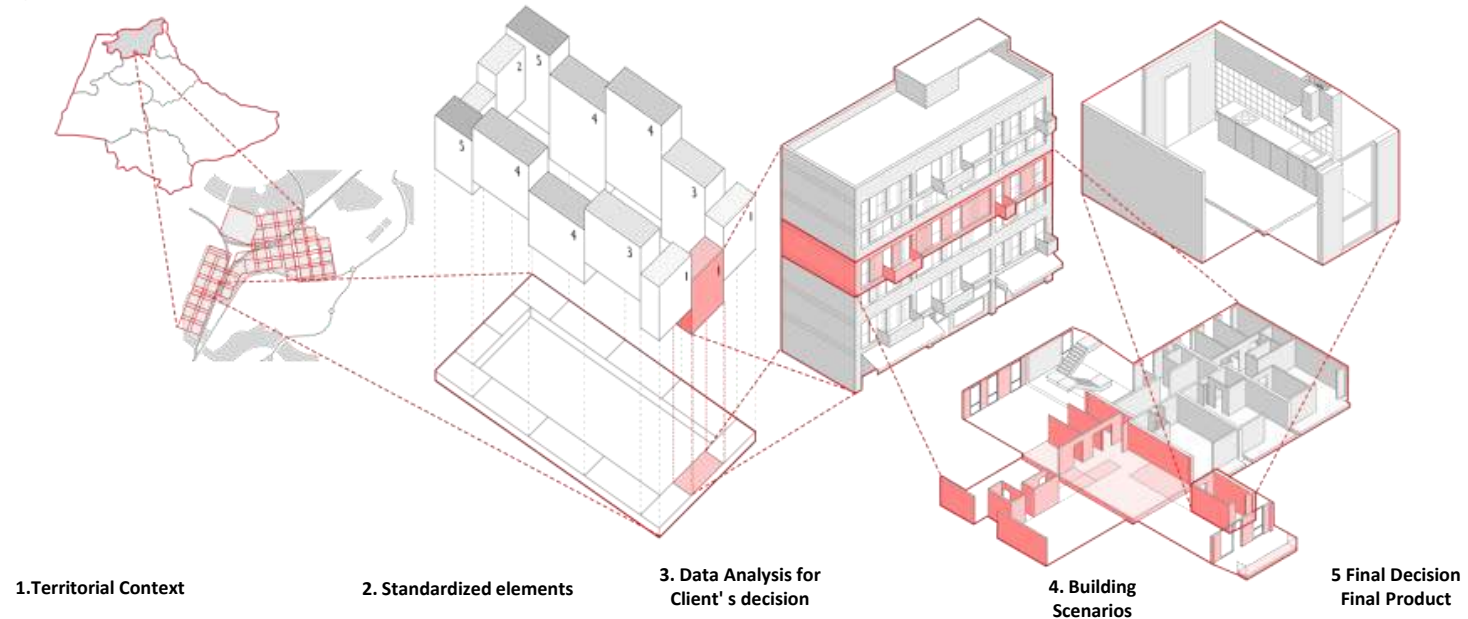 5
2
4
4
5
4
3
1
4
3
1
1
1.Territorial Context
2. Standardized elements
3. Data Analysis for
Client' s decision
4. Building
Scenarios
5 Final Decision
Final Product